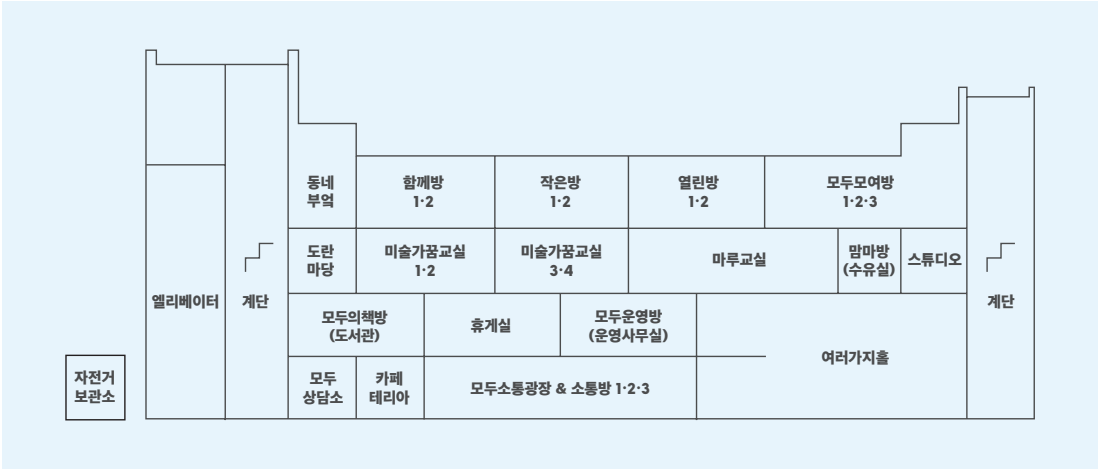 동네
부엌
함께방
1·2
작은방
1·2
열린방
1·2
모두모여방
1·2·3
도란
마당
미술가꿈교실
1·2
미술가꿈교실
3·4
마루교실
맘마방
(수유실)
스튜디오
엘리베이터
계단
모두의책방
(도서관)
휴게실
모두운영방
(운영사무실)
여러가지홀
계단
자전거
보관소
모두
상담소
카페
테리아
모두소통광장 & 소통방 1·2·3